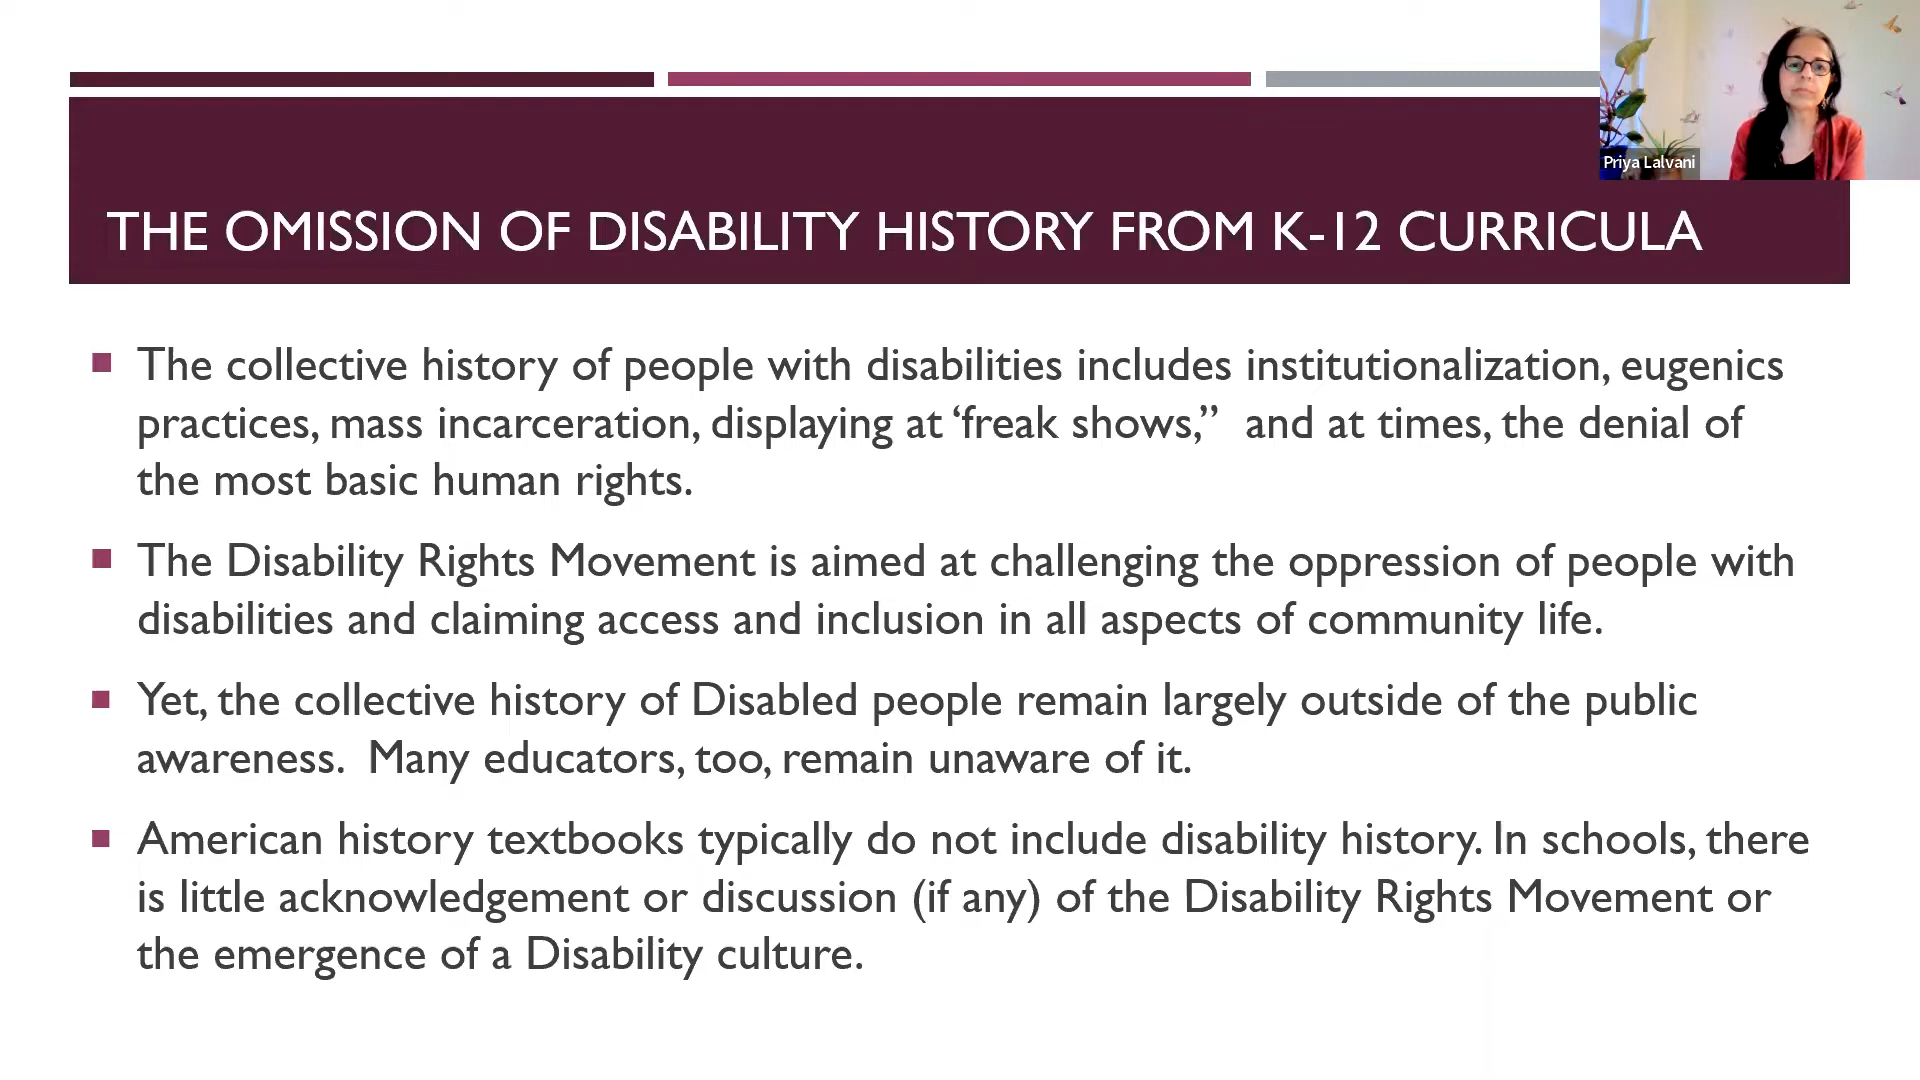 Priya Lalvani
THE OMISSION OF DISABILITY HISTORY FROM K-12 CURRICULA
The collective history of people with disabilities includes institutionalization, eugenics
practices, mass incarceration, displaying at ‘freak shows,”  and at times, the denial of
the most basic human rights.
The Disability Rights Movement is aimed at challenging the oppression of people with
disabilities and claiming access and inclusion in all aspects of community life.
Yet, the collective history of Disabled people remain largely outside of the public
awareness.  Many educators, too, remain unaware of it.
American history textbooks typically do not include disability history. In schools, there
is little acknowledgement or discussion (if any) of the Disability Rights Movement or
the emergence of a Disability culture.